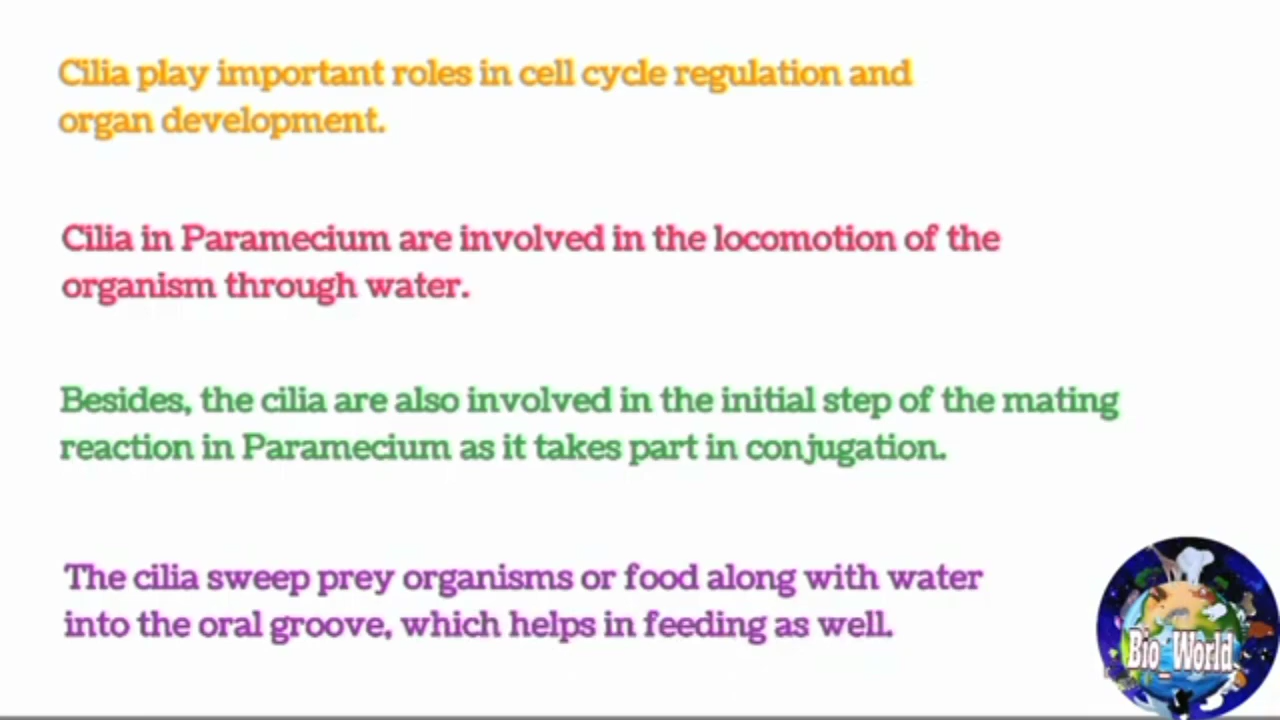 Cilia play important roles in cell cycle regulation and
organ development.
Cilia in Paramecium are involved in the locomotion of the
organism through water.
Besides, the cilia are also involved in the initial step of the mating
reaction in Paramecium as it takes part in conjugation.
The cilia sweep prey organisms or food along with water
into the oral groove, which helps in feeding as well.
Bio_World